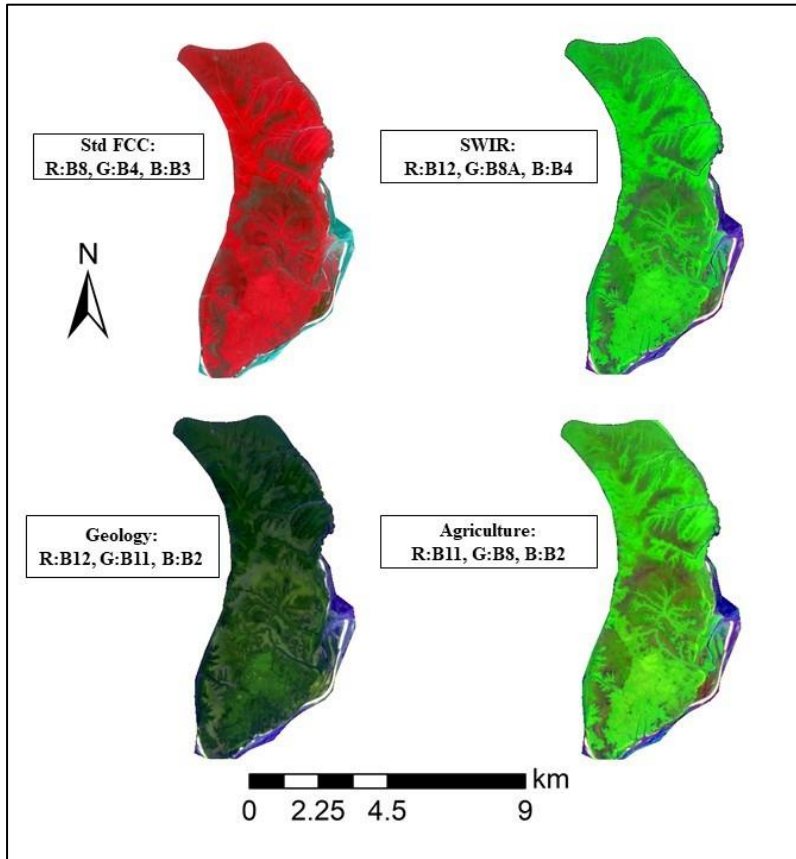 Std FCC:
R:B8, G:B4, B:B3
SWIR:
R:B12, G:B8A, B:B4
N
Geology:
R:B12, G:B11, B:B2
Agriculture:
R:B11, G:B8, B:B2
km
0 2.25 4.5 9